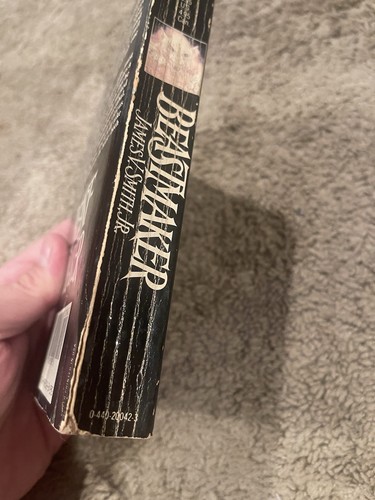 BEASTMAKER
JAMES V. SMITH, JR.
0-440-20042-3